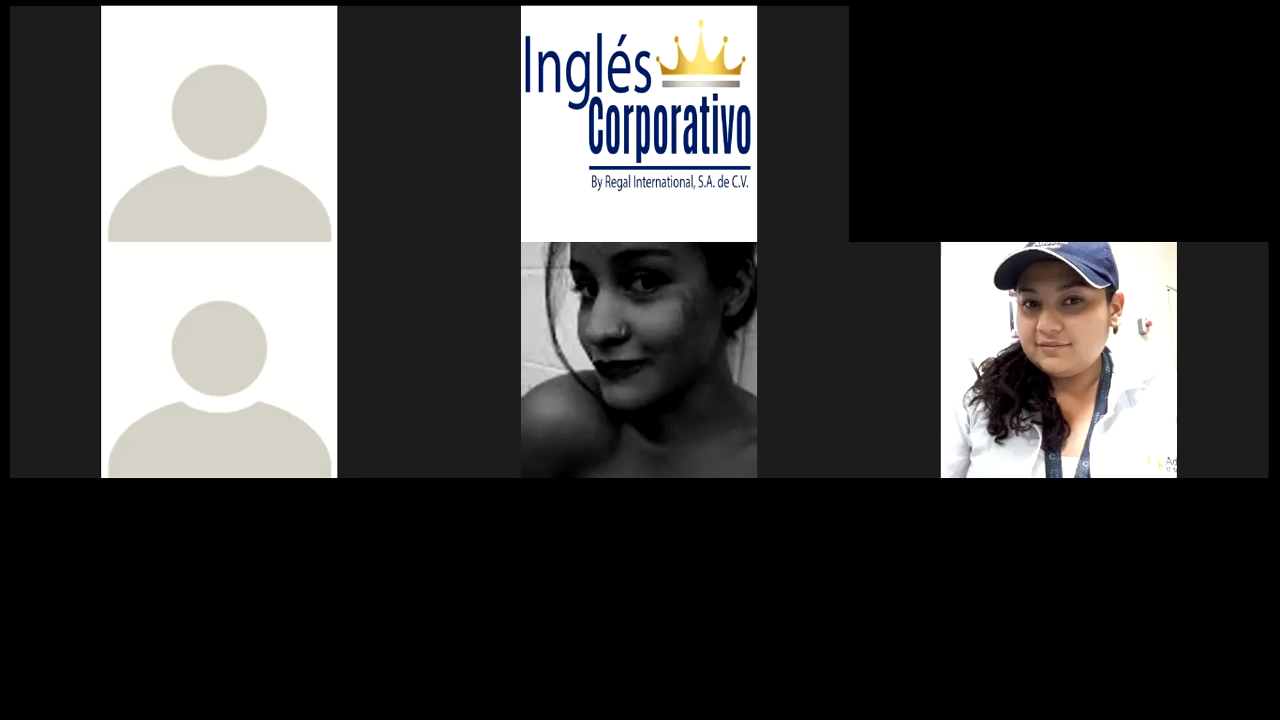 Inglés
Corporativo
By Regal International, S.A. de C.V.